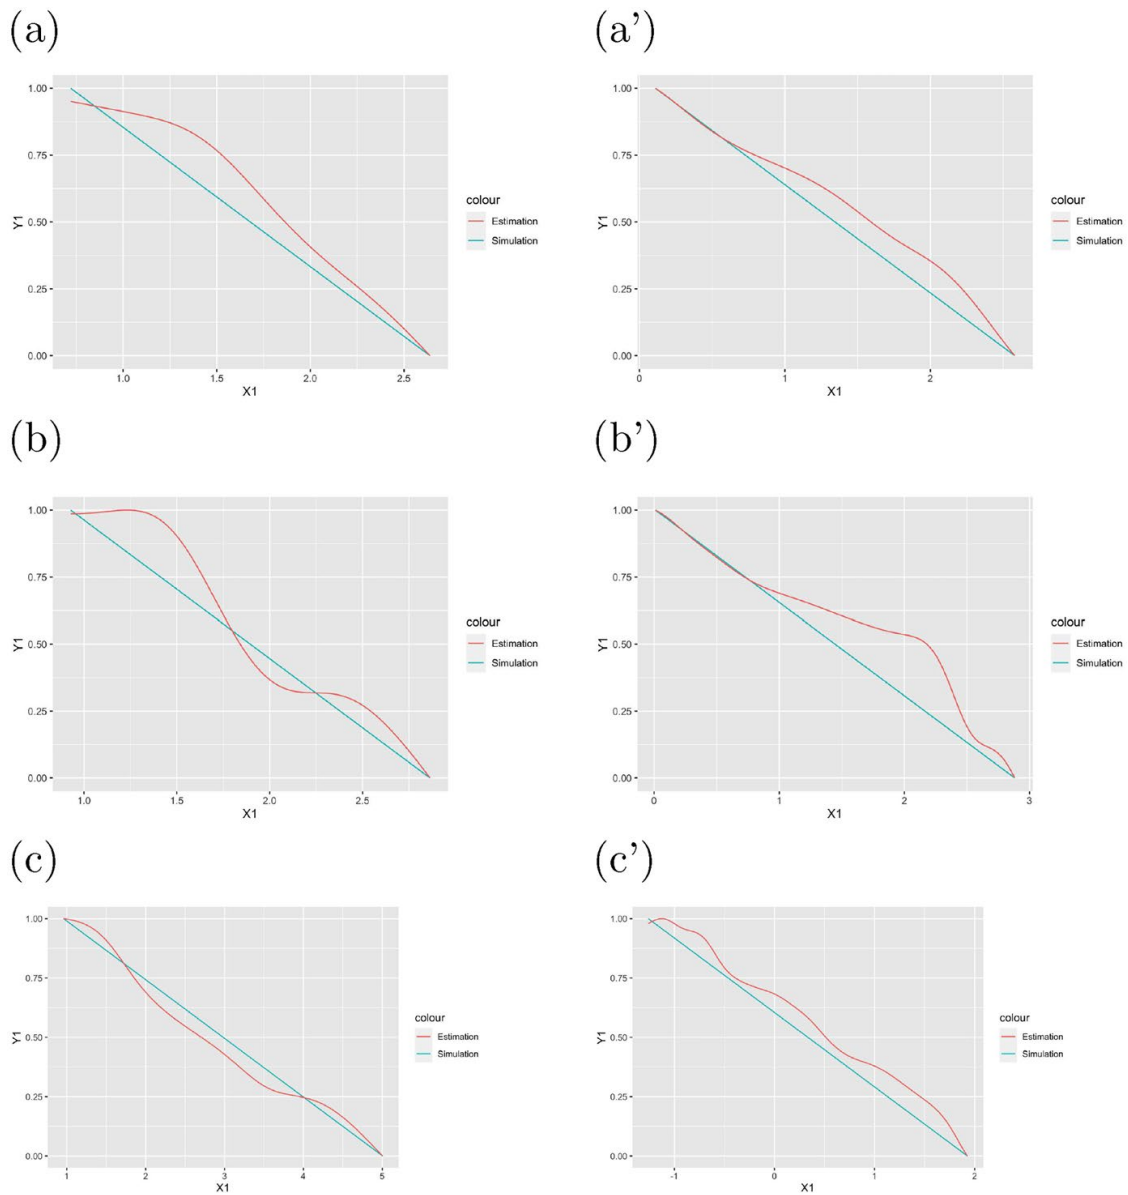 (a)
1.00
0.75
0.50
0.25
0.00
Y1
1.0 1.5 2.0 2.5
X1
colour
Estimation
Simulation
(a')
1.00
0.75
0.50
0.25
0.00
Y1
0 1 2
X1
colour
Estimation
Simulation
(b)
1.00
0.75
0.50
0.25
0.00
Y1
1.0 1.5 2.0 2.5
X1
colour
Estimation
Simulation
(b')
1.00
0.75
0.50
0.25
0.00
Y1
0 1 2 3
X1
colour
Estimation
Simulation
(c)
1.00
0.75
0.50
0.25
0.00
Y1
1 2 3 4 5
X1
colour
Estimation
Simulation
(c')
1.00
0.75
0.50
0.25
0.00
Y1
-1 0 1 2
X1
colour
Estimation
Simulation